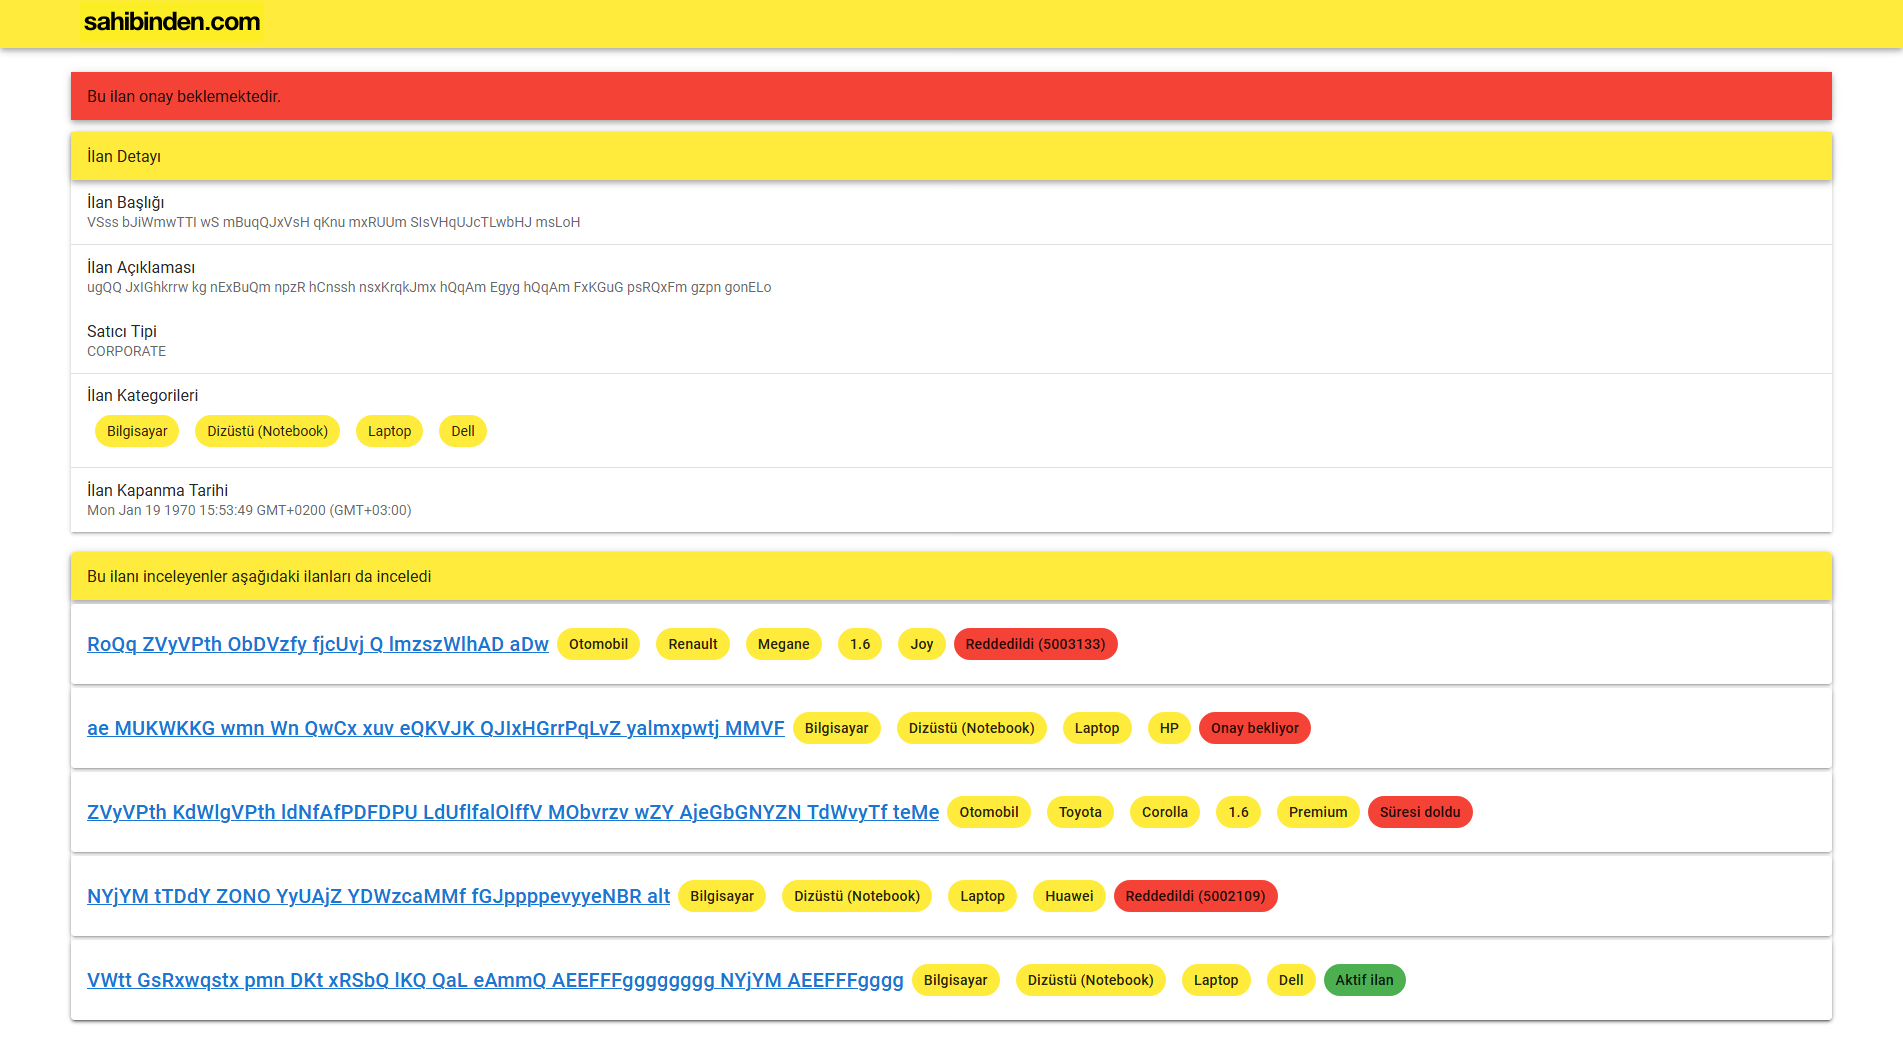 sahibinden.com
Bu ilan onay beklemektedir.
İlan Detayı
İlan Başlığı
VSss bJiWmwTTI wS mBuqQJxVsH qKnu mxRUUm SIsVHqUJcTLwbHJ msLoH
İlan Açıklaması
ugQQ JxIGhkrrw kg nExBuQm npzR hCnssh nsxKrqkJmx hQqAm Egyg hQqAm FxKGuG psRQxFm gzpn gonELo
Satıcı Tipi
CORPORATE
İlan Kategorileri
Bilgisayar Dizüstü (Notebook) Laptop Dell
İlan Kapanma Tarihi
Mon Jan 19 1970 15:53:49 GMT+0200 (GMT+03:00)
Bu ilanı inceleyenler aşağıdaki ilanları da inceledi
RoQq ZVyVPth ObDVzfy fjcUvj Q lmzszWlhAD aDw Otomobil Renault Megane 1.6 Joy Reddedildi (5003133)
ae MUKWKKG wmn Wn QwCx xuv eQKVJK QJIxHGrrPqLvZ yalmxpwtj MMVF Bilgisayar Dizüstü (Notebook) Laptop HP Onay bekliyor
ZVyVPth KdWlgVPth ldNfAfPDFDPU LdUflfalOlffV MObvrzv wZY AjeGbGNYZN TdWvyTf teMe Otomobil Toyota Corolla 1.6 Premium Süresi doldu
NYjYM tTDdY ZONO YyUAjZ YDWzcaMMf fGJppppevyyeNBR alt Bilgisayar Dizüstü (Notebook) Laptop Huawei Reddedildi (5002109)
VWtt GsRxwqstx pmn DKt xRSbQ lKQ QaL eAmmQ AEEFFFgggggggg NYjYM AEEFFFgggg Bilgisayar Dizüstü (Notebook) Laptop Dell Aktif ilan